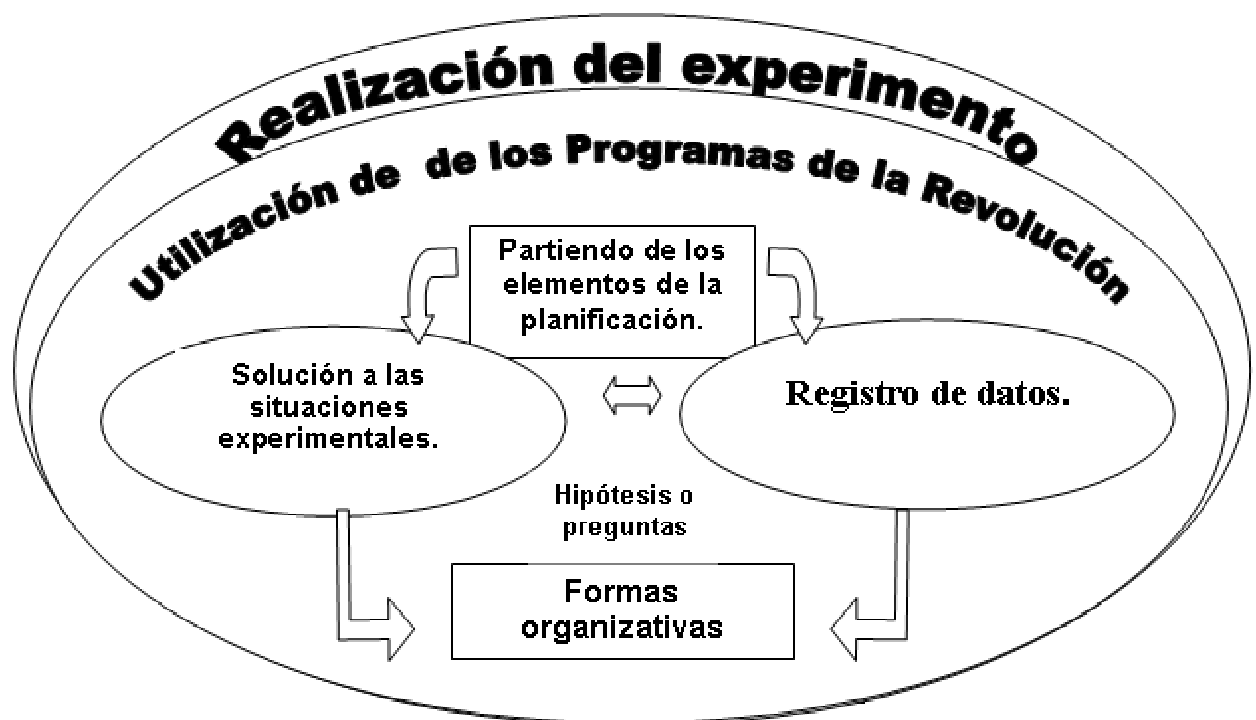 Realización del experimento
Utilización de de los Programas de la Revolución
Partiendo de los
elementos de la
planificación.
Solución a las
situaciones
experimentales.
Registro de datos.
Hipótesis o
preguntas
Formas
organizativas